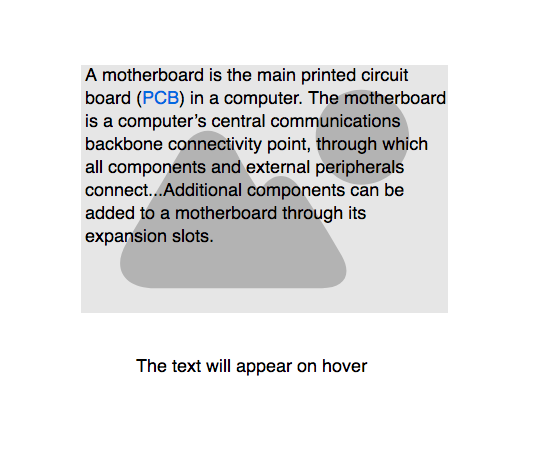 A motherboard is the main printed circuit
board (PCB) in a computer. The motherboard
is a computer’s central communications
backbone connectivity point, through which
all components and external peripherals
connect...Additional components can be
added to a motherboard through its
expansion slots.
The text will appear on hover